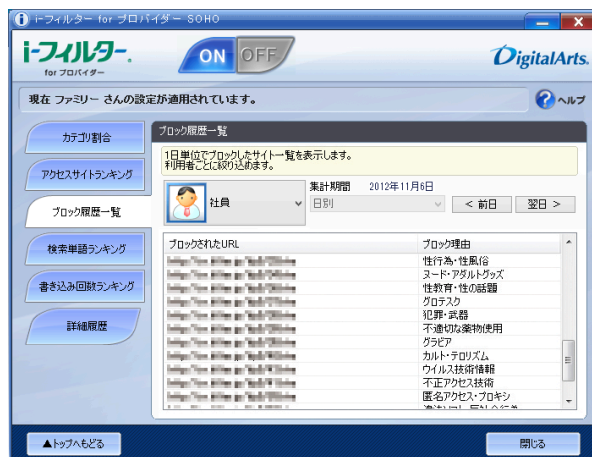 i-フィルター for プロバイダー SOHO
i-フィルター®
for プロバイダー
ON OFF
DigitalArts®
現在 ファミリー さんの設定が適用されています。
ヘルプ
カテゴリ割合
アクセスサイトランキング
ブロック履歴一覧
検索単語ランキング
書き込み回数ランキング
詳細履歴
ブロック履歴一覧
1日単位でブロックしたサイト一覧を表示します。
利用者ごとに絞り込めます。
社員
集計期間 2012年11月6日
日別
< 前日 翌日 >
ブロックされたURL ブロック理由
性行為・性風俗
ヌード・アダルトグッズ
性教育・性の話題
グロテスク
犯罪・武器
不適切な薬物使用
グラビア
カルト・テロリズム
ウイルス技術情報
不正アクセス技術
匿名アクセス・プロキシ
▲トップへもどる
閉じる